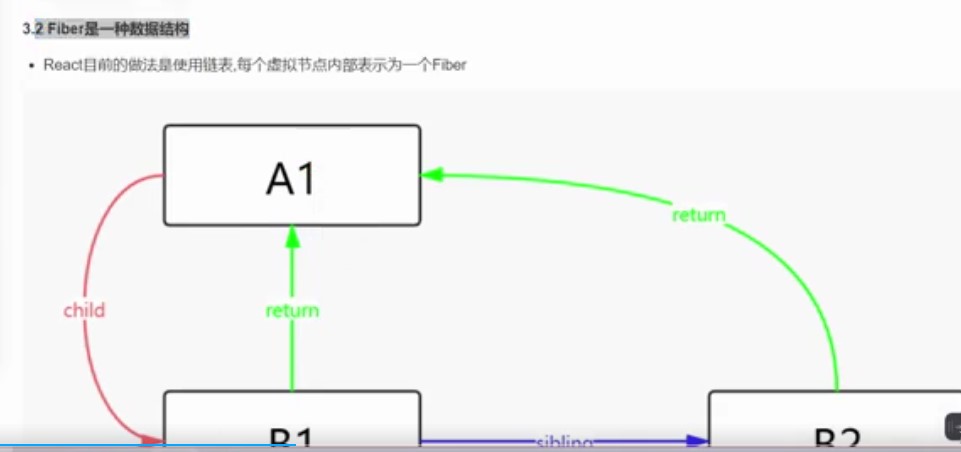 3.2 Fiber是一种数据结构
• React目前的做法是使用链表,每个虚拟节点内部表示为一个Fiber
A1
return
child
return
B1
sibling
B2